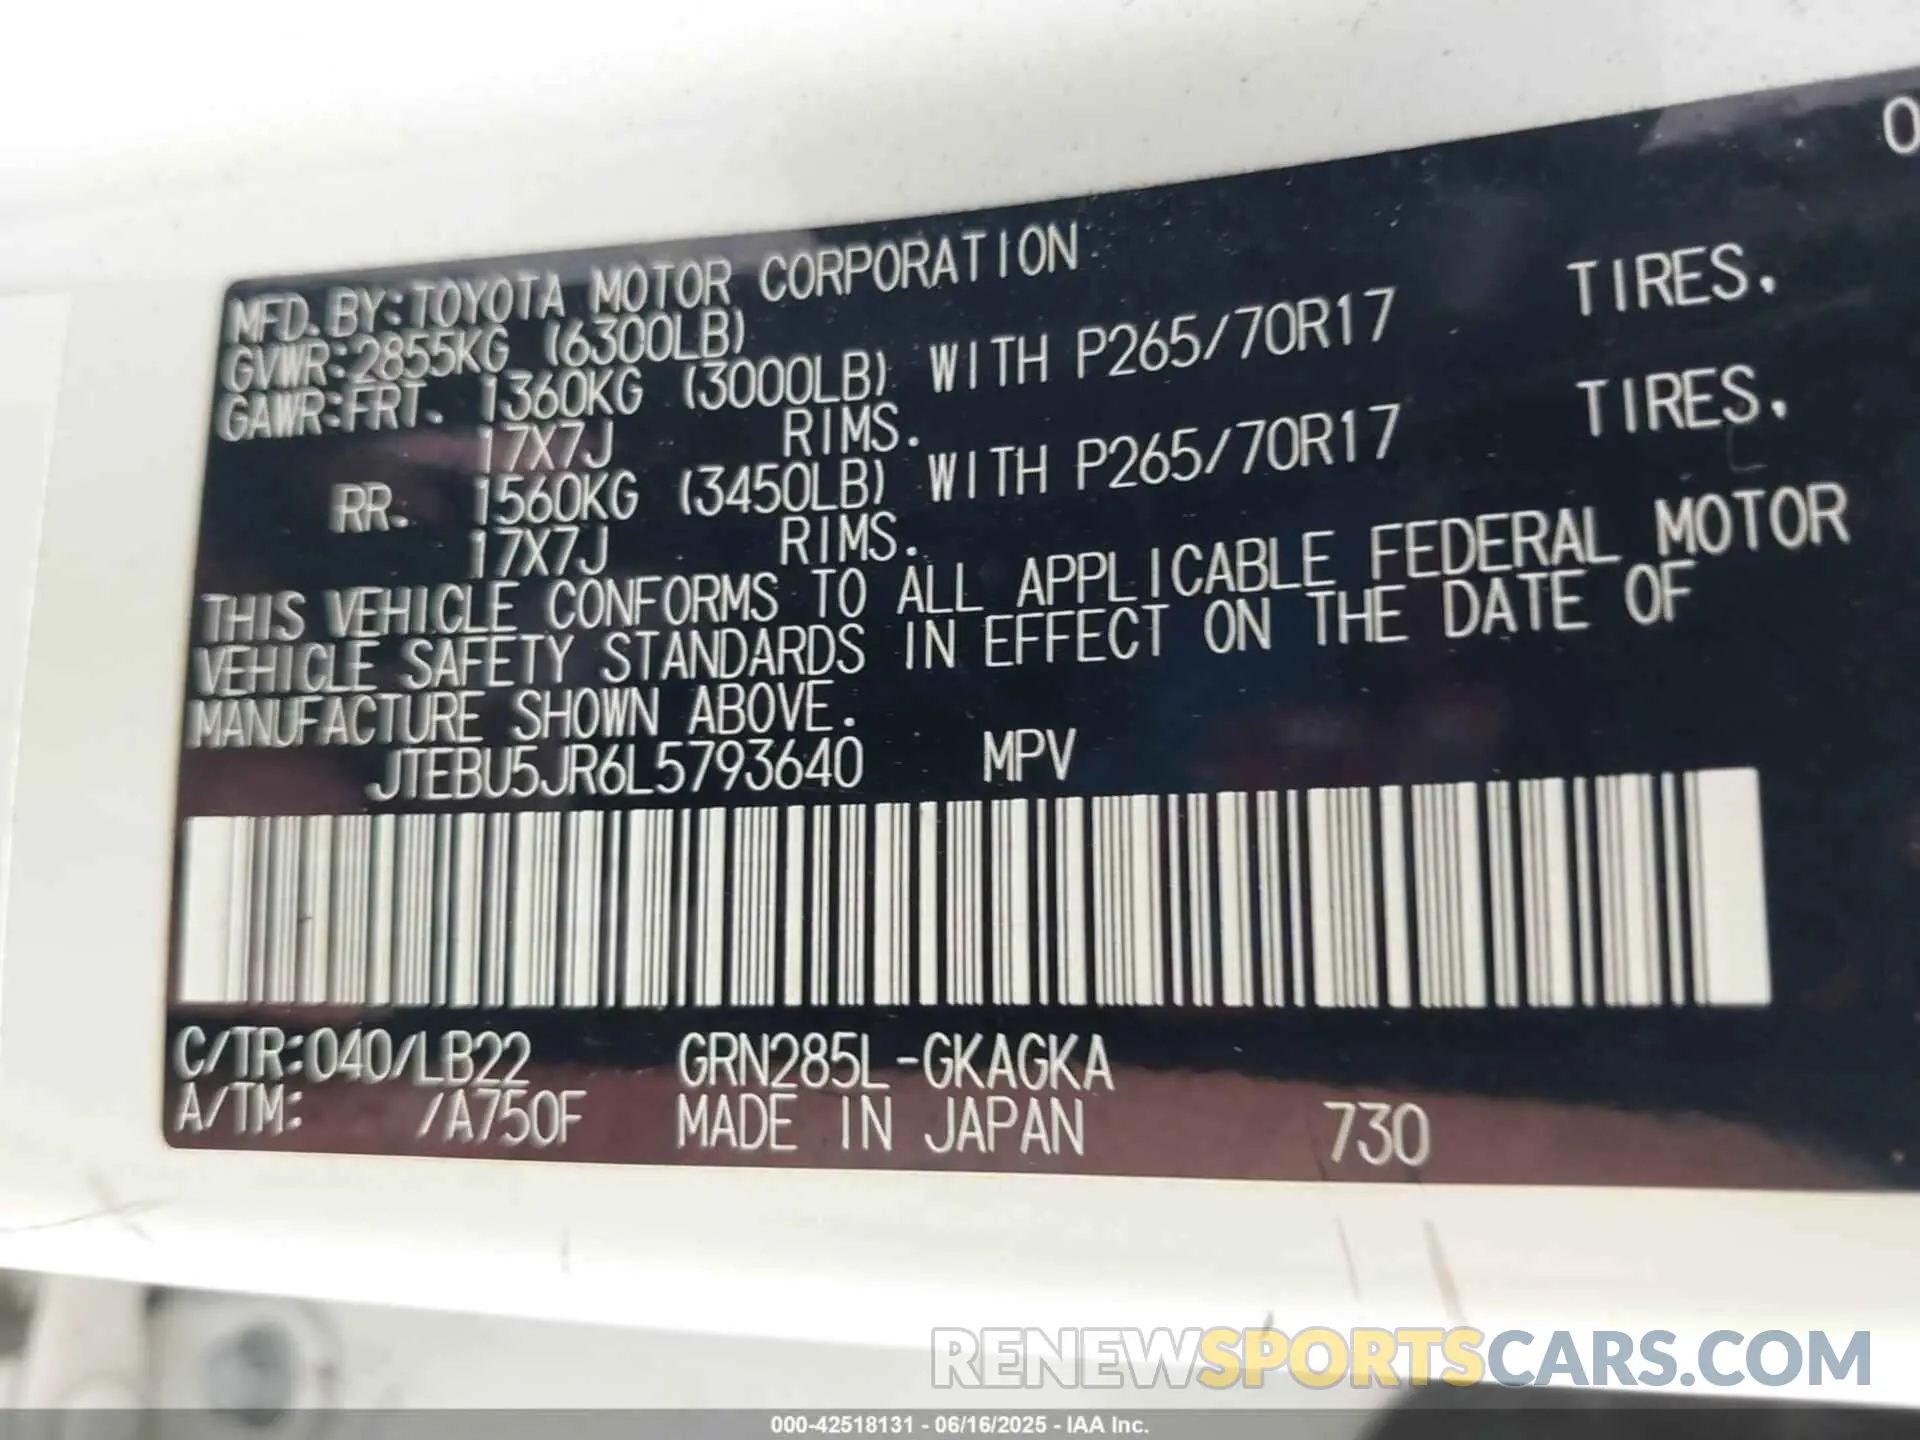 O
MFD. BY: TOYOTA MOTOR CORPORATION
GVWR: 2855KG (6300LB)
GAWR: FRT. 1360KG (3000LB) WITH P265/70R17 TIRES,
17X7J RIMS.
RR. 1560KG (3450LB) WITH P265/70R17 TIRES,
17X7J RIMS.
THIS VEHICLE CONFORMS TO ALL APPLICABLE FEDERAL MOTOR
VEHICLE SAFETY STANDARDS IN EFFECT ON THE DATE OF
MANUFACTURE SHOWN ABOVE.
JTEBU5JR6L5793640 MPV
C/TR: 040/LB22 GRN285L-GKAGKA
A/TM: /A750F MADE IN JAPAN 730
RENEWSPORTSCARS.COM
000-42518131 - 06/16/2025 - IAA Inc.